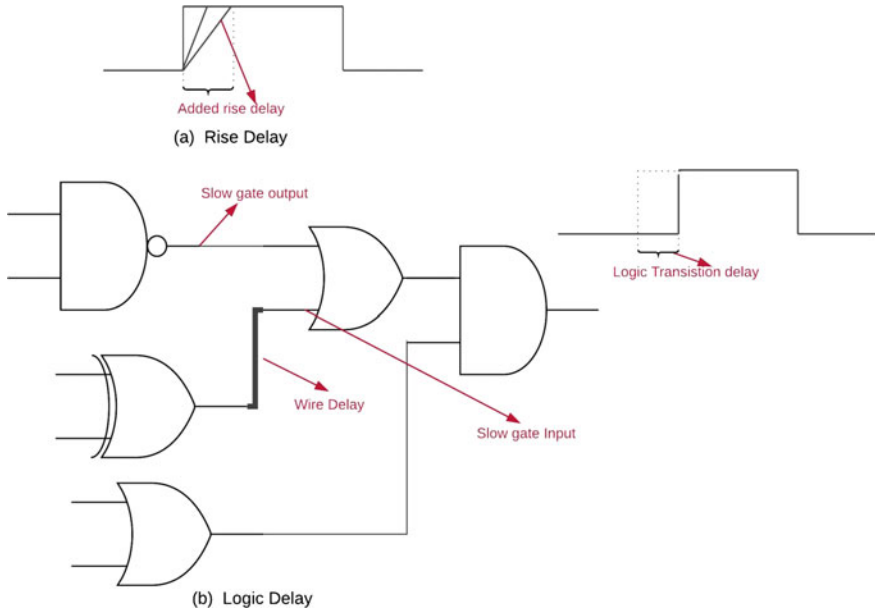 Added rise delay
(a) Rise Delay
Slow gate output
Logic Transistion delay
Wire Delay
Slow gate Input
(b) Logic Delay